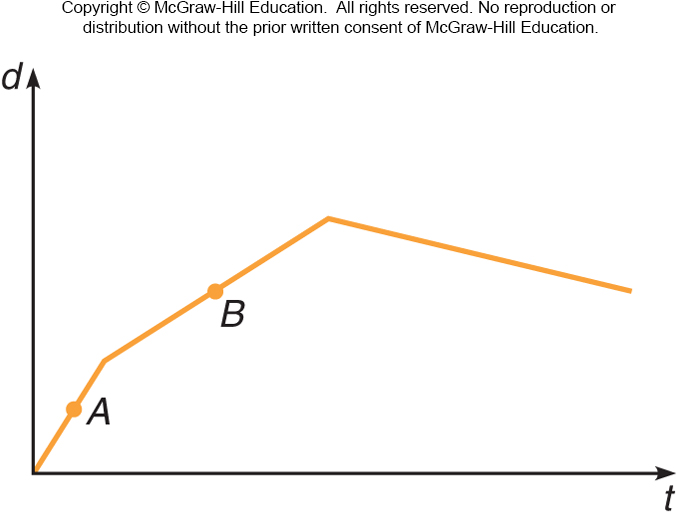 Copyright © McGraw-Hill Education.  All rights reserved. No reproduction or
distribution without the prior written consent of McGraw-Hill Education.
d
B
A
t